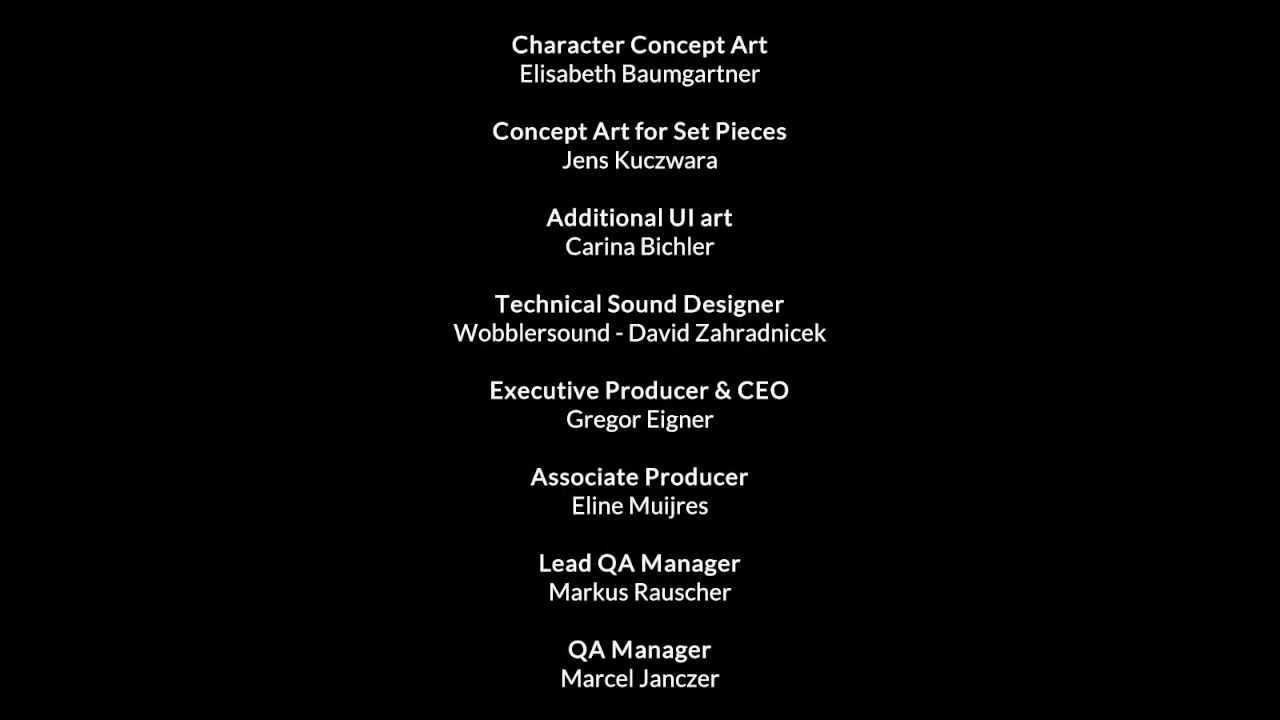 Character Concept Art
Elisabeth Baumgartner
Concept Art for Set Pieces
Jens Kuczwara
Additional UI art
Carina Bichler
Technical Sound Designer
Wobblersound - David Zahradnicek
Executive Producer & CEO
Gregor Eigner
Associate Producer
Eline Muijres
Lead QA Manager
Markus Rauscher
QA Manager
Marcel Janczer